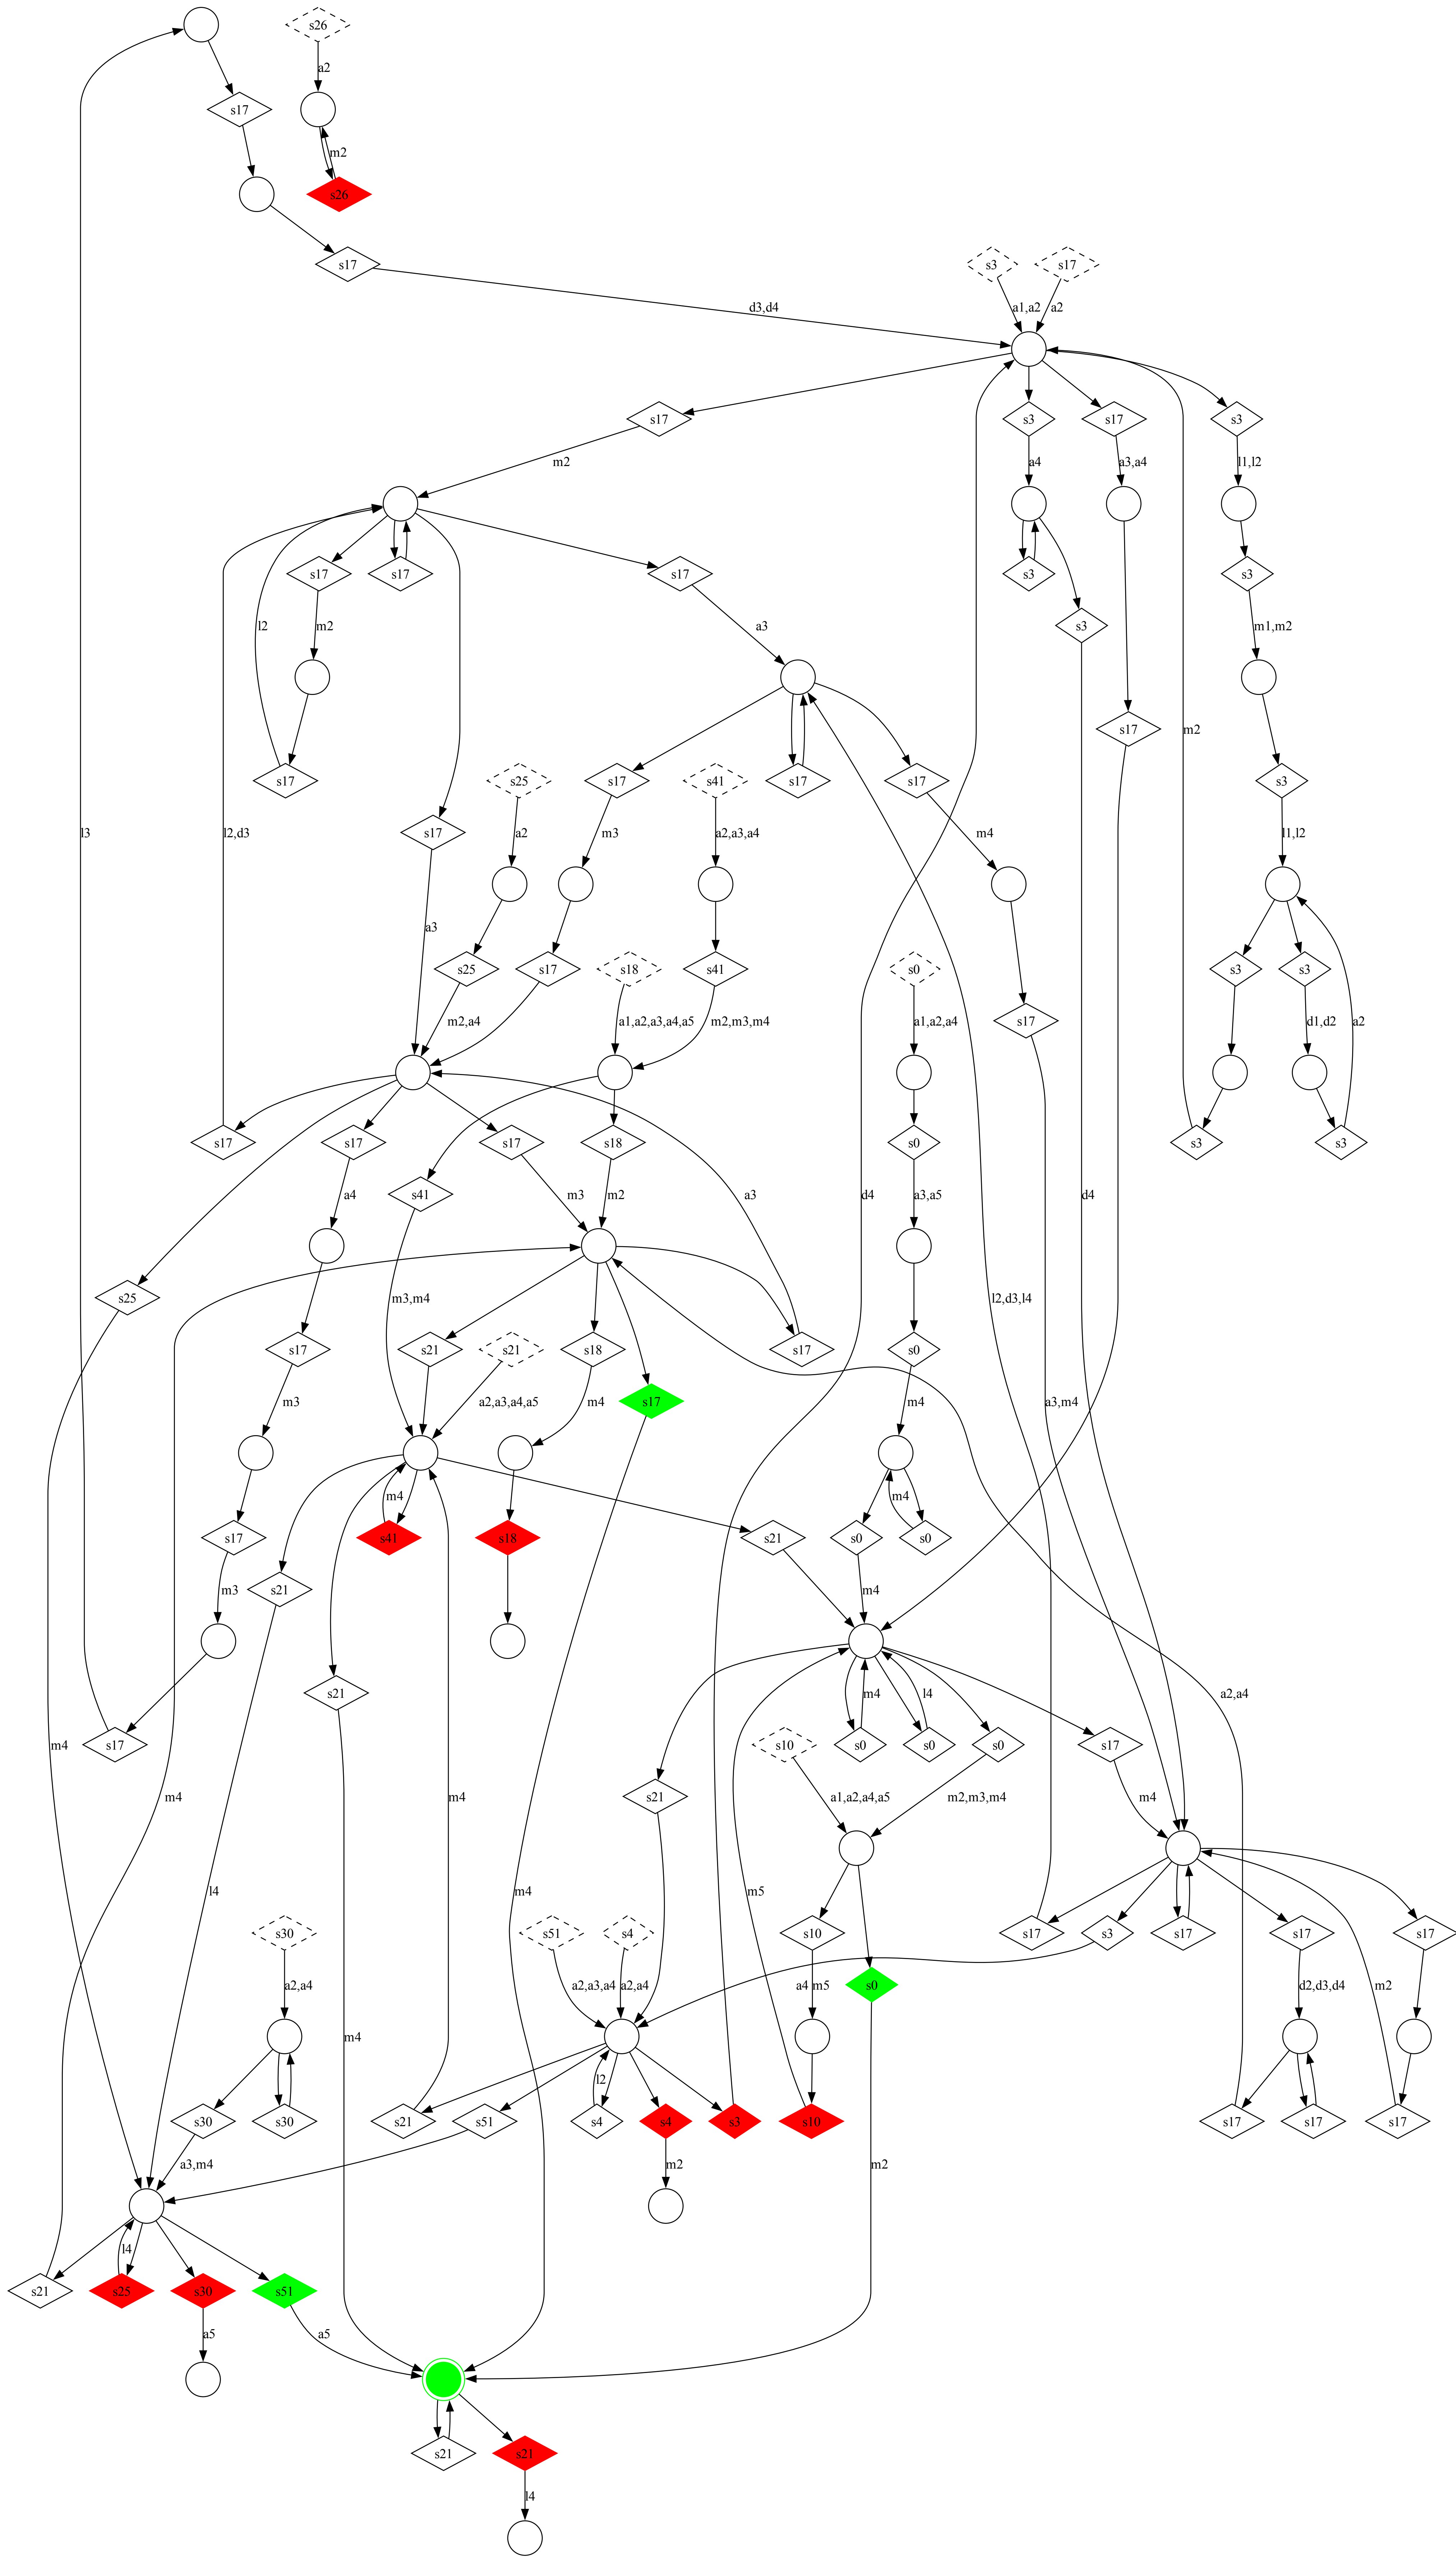 s26
a2
s17
m2
s26
s17
s3
s17
d3,d4
a1,a2
a2
s17
s3
s17
s3
m2
a4
a3,a4
l1,l2
s17
s17
s17
s3
s3
l2
m2
a3
s3
m1,m2
s17
m2
s17
s25
s17
s41
s17
s17
s3
l3
l2,d3
s17
a2
m3
a2,a3,a4
m4
l1,l2
a3
s25
s17
s18
s41
s0
s3
s3
m2,a4
a1,a2,a3,a4,a5
m2,m3,m4
a1,a2,a4
s17
d1,d2
a2
s17
s17
s17
s18
s0
s3
s3
a4
s41
m3
m2
a3
d4
a3,a5
d4
s25
m3,m4
l2,d3,l4
s17
s21
s21
s18
s17
s0
m3
a2,a3,a4,a5
m4
s17
m4
a3,m4
m4
m4
s17
s41
s18
s21
s0
s0
m3
s21
m4
s21
a2,a4
m4
l4
s17
s0
s0
s10
s0
s17
m4
m4
m4
s21
a1,a2,a4,a5
m2,m3,m4
m4
l4
m4
m5
s30
s51
s4
s10
s17
s3
s17
s17
s17
a2,a4
a2,a3,a4
a2,a4
a4
m5
s0
d2,d3,d4
m2
m4
s30
s30
s21
s51
l2
s4
s4
s3
s10
s17
s17
s17
a3,m4
m2
m2
l4
s21
s25
s30
s51
a5
a5
s21
s21
l4